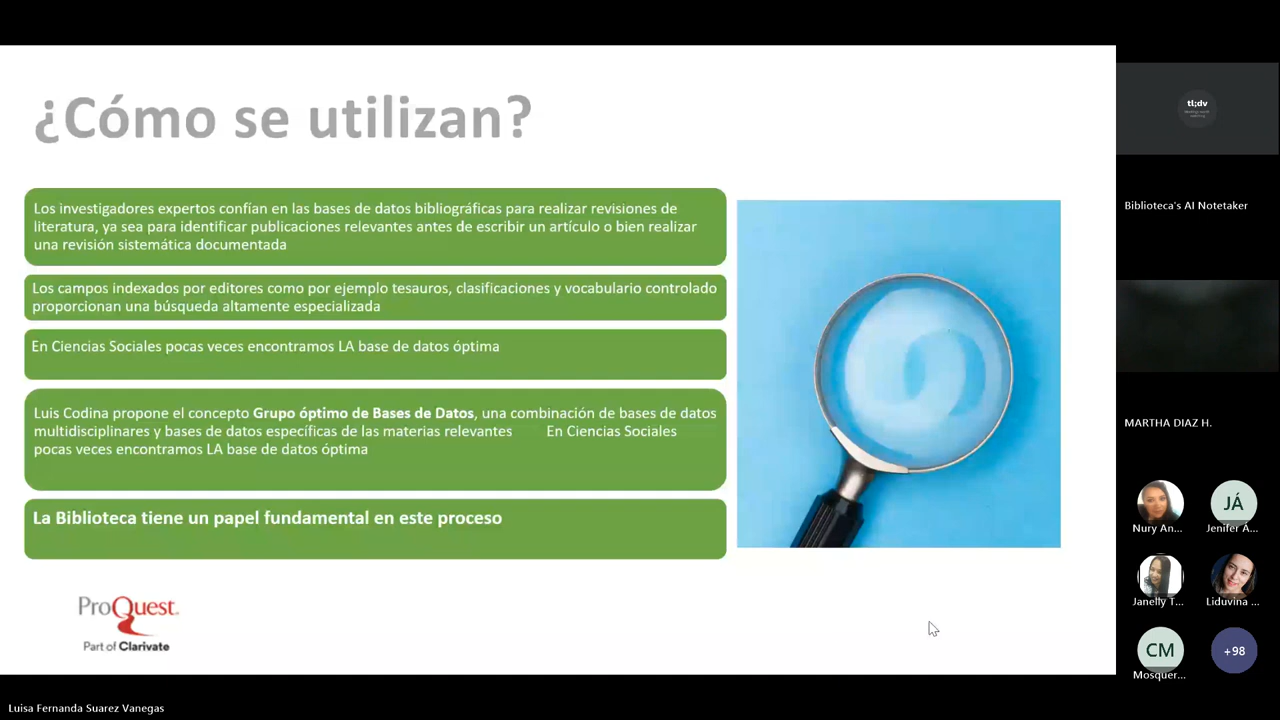 ¿Cómo se utilizan?
Los investigadores expertos confían en las bases de datos bibliográficas para realizar revisiones de
literatura, ya sea para identificar publicaciones relevantes antes de escribir un artículo o bien realizar
una revisión sistemática documentada
Los campos indexados por editores como por ejemplo tesauros, clasificaciones y vocabulario controlado
proporcionan una búsqueda altamente especializada
En Ciencias Sociales pocas veces encontramos LA base de datos óptima
Luis Codina propone el concepto Grupo óptimo de Bases de Datos, una combinación de bases de datos
multidisciplinares y bases de datos específicas de las materias relevantes En Ciencias Sociales
pocas veces encontramos LA base de datos óptima
La Biblioteca tiene un papel fundamental en este proceso
ProQuest
Part of Clarivate
tl;dv
Biblioteca's AI Notetaker
MARTHA DIAZ H.
JÁ
Nury An...
Jenifer A...
Janelly T...
Liduvina ...
CM
+98
Mosquer...
Luisa Fernanda Suarez Vanegas